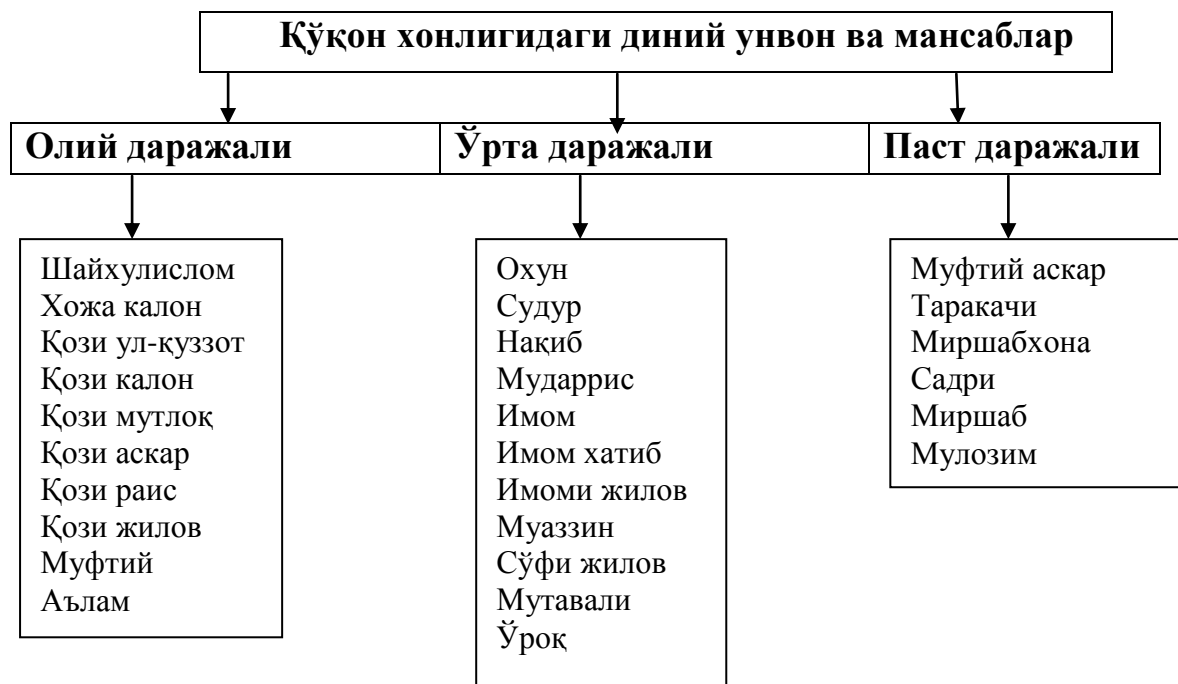 Қўқон хонлигидаги диний унвон ва мансаблар
Олий даражали
Ўрта даражали
Паст даражали
Шайхулислом
Хожа калон
Қози ул-қуззот
Қози калон
Қози мутлоқ
Қози аскар
Қози раис
Қози жилов
Муфтий
Аълам
Охун
Судур
Нақиб
Мударрис
Имом
Имом хатиб
Имоми жилов
Муаззин
Сўфи жилов
Мутавали
Ўроқ
Муфтий аскар
Таракачи
Миршабхона
Садри
Миршаб
Мулозим